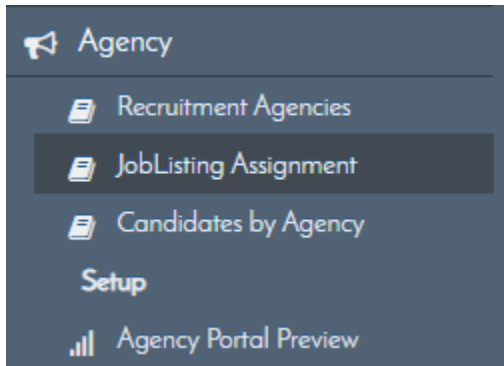 Agency
Recruitment Agencies
JobListing Assignment
Candidates by Agency
Setup
Agency Portal Preview